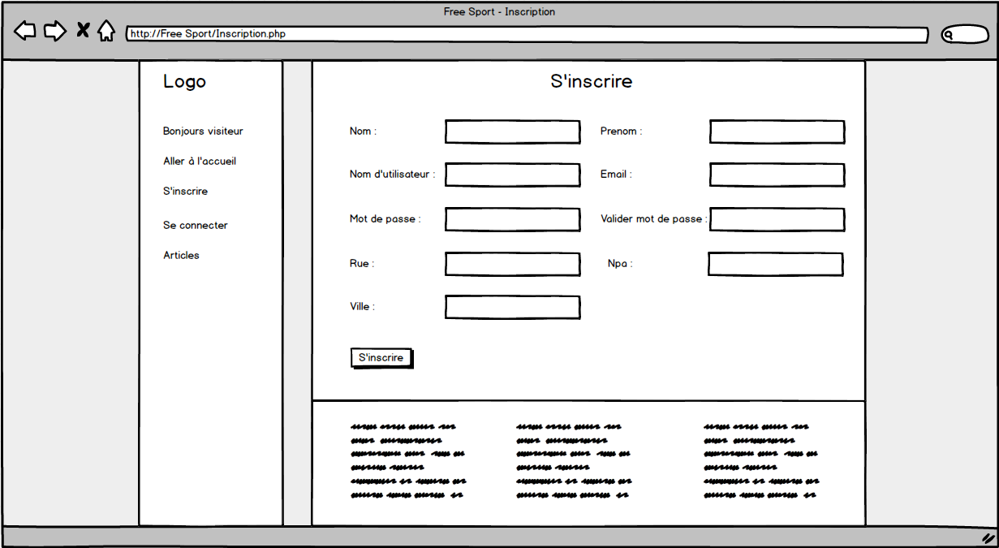 Free Sport - Inscription
http://Free Sport/Inscription.php
Logo
Bonjours visiteur
Aller à l'accueil
S'inscrire
Se connecter
Articles
S'inscrire
Nom :
Prenom :
Nom d'utilisateur :
Email :
Mot de passe :
Valider mot de passe :
Rue :
Npa :
Ville :
S'inscrire